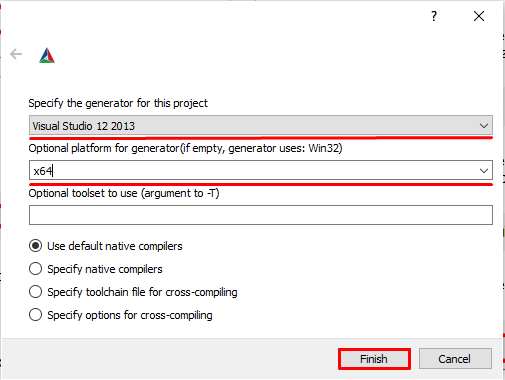 ?
Specify the generator for this project
Visual Studio 12 2013
Optional platform for generator(if empty, generator uses: Win32)
x64
Optional toolset to use (argument to -T)
Use default native compilers
Specify native compilers
Specify toolchain file for cross-compiling
Specify options for cross-compiling
Finish
Cancel